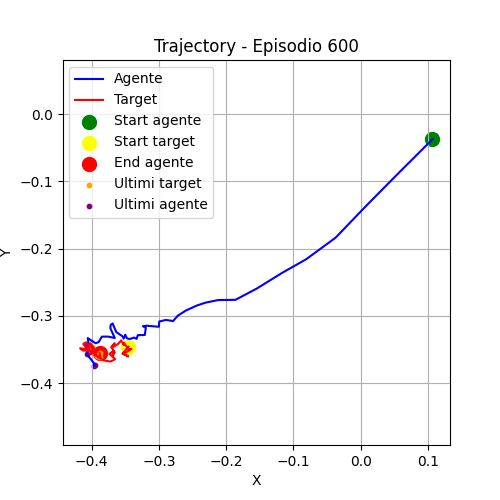 Trajectory - Episodio 600
Agente
Target
Start agente
Start target
End agente
Ultimi target
Ultimi agente
0.0
−0.1
−0.2
−0.3
−0.4
Y
−0.4 −0.3 −0.2 −0.1 0.0 0.1
X